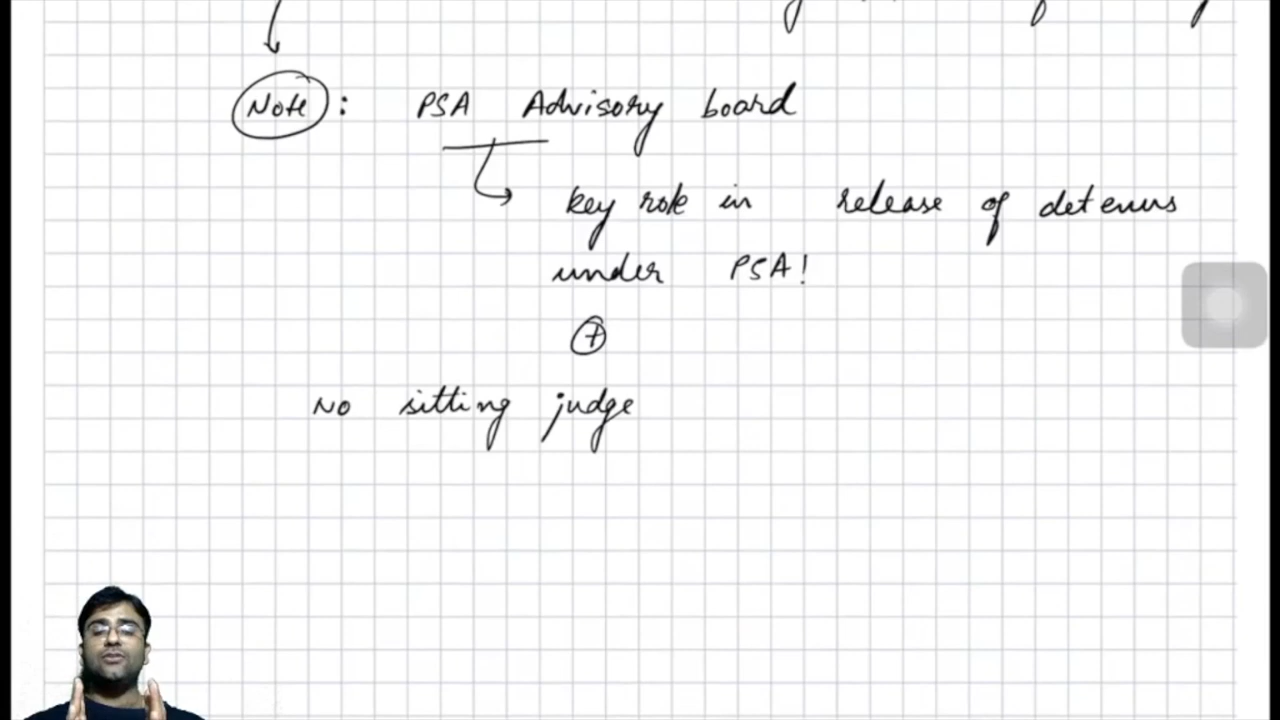 Note : PSA Advisory board
key role in release of detenus
under PSA!
+
No sitting judge